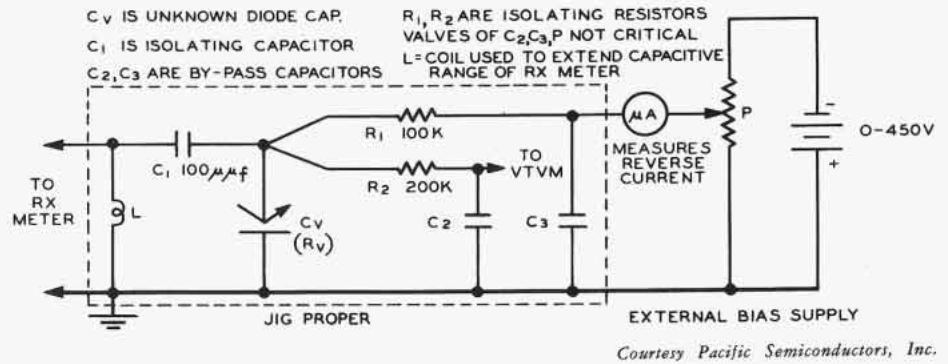 CV IS UNKNOWN DIODE CAP.
C1 IS ISOLATING CAPACITOR
C2,C3 ARE BY-PASS CAPACITORS
R1,R2 ARE ISOLATING RESISTORS
VALUES OF C2,C3,P NOT CRITICAL
L=COIL USED TO EXTEND CAPACITIVE
RANGE OF RX METER
R1 100K
μA
P
-
+
0-450V
MEASURES
REVERSE
CURRENT
C1 100μμf
R2 200K
TO
VTVM
TO
RX
METER
L
CV
(RV)
C2
C3
JIG PROPER
EXTERNAL BIAS SUPPLY
Courtesy Pacific Semiconductors, Inc.